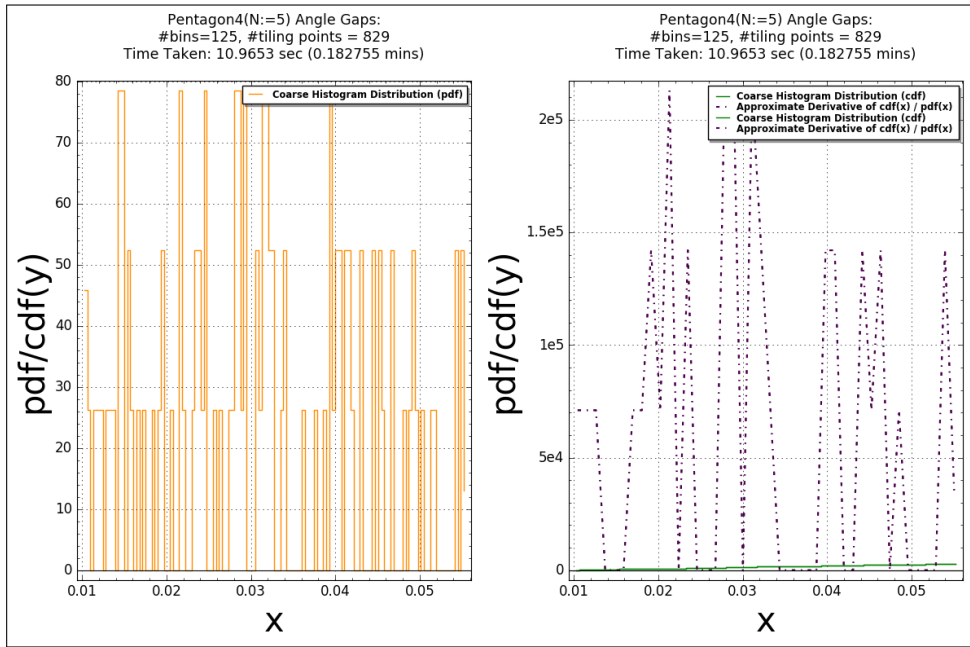 Pentagon4(N:=5) Angle Gaps:
#bins=125, #tiling points = 829
Time Taken: 10.9653 sec (0.182755 mins)
80
70
60
50
40
30
20
10
0
pdf/cdf(y)
Coarse Histogram Distribution (pdf)
0.01
0.02
0.03
0.04
0.05
x
Pentagon4(N:=5) Angle Gaps:
#bins=125, #tiling points = 829
Time Taken: 10.9653 sec (0.182755 mins)
2e5
1.5e5
1e5
5e4
0
pdf/cdf(y)
Coarse Histogram Distribution (cdf)
Approximate Derivative of cdf(x) / pdf(x)
Coarse Histogram Distribution (cdf)
Approximate Derivative of cdf(x) / pdf(x)
0.01
0.02
0.03
0.04
0.05
x